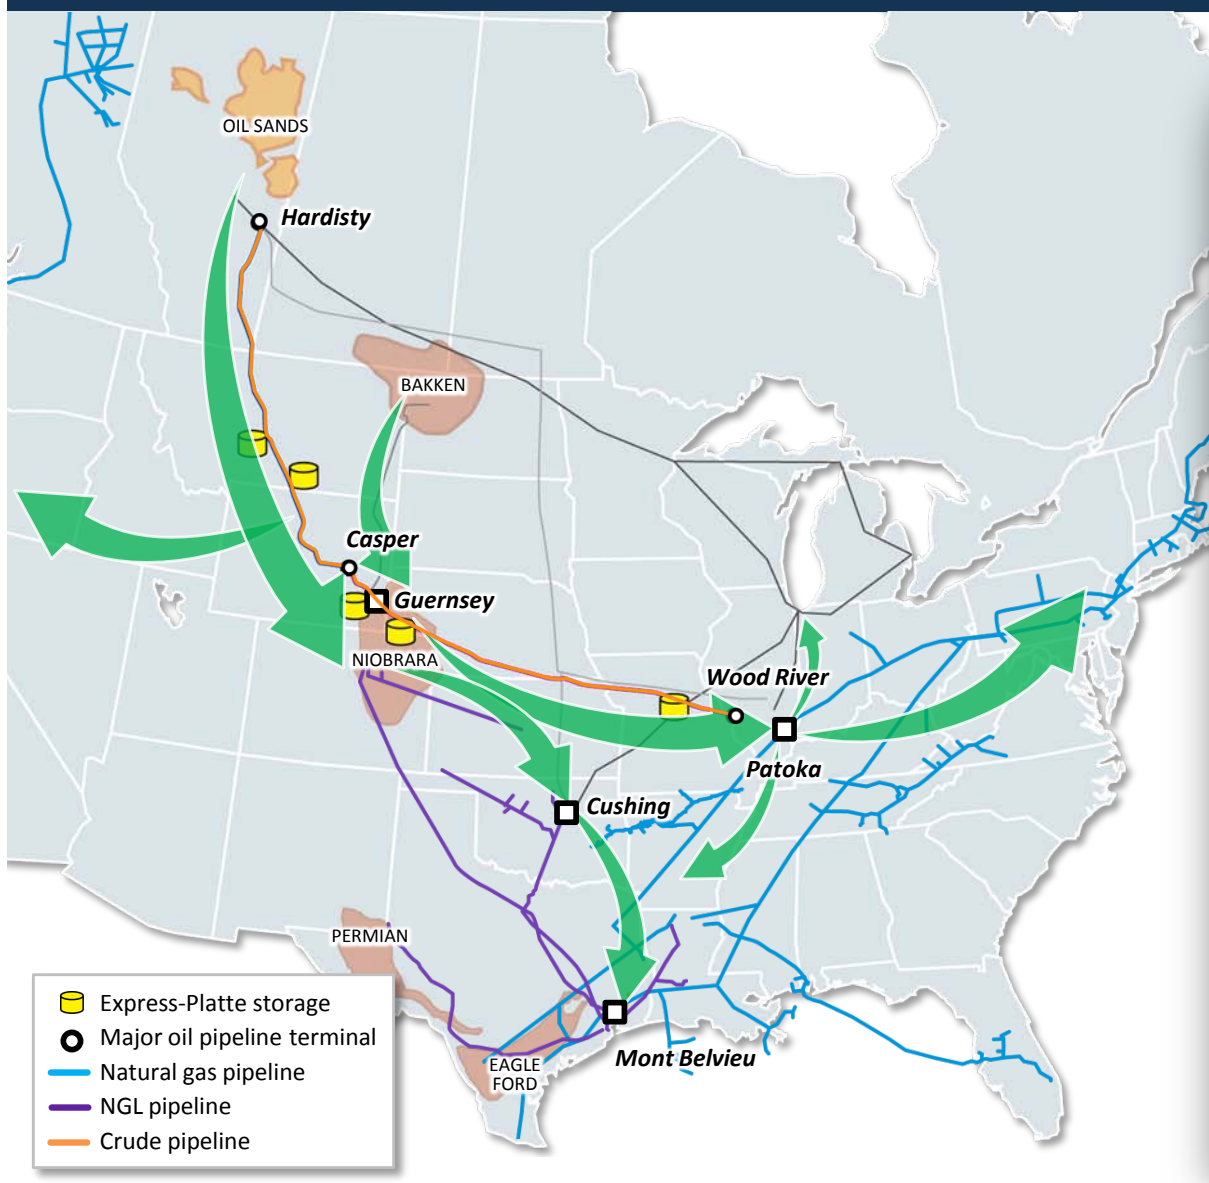 OIL SANDS
Hardisty
BAKKEN
Casper
Guernsey
NIOBRARA
Wood River
Patoka
Cushing
PERMIAN
Mont Belvieu
EAGLE
FORD
Express-Platte storage
Major oil pipeline terminal
Natural gas pipeline
NGL pipeline
Crude pipeline